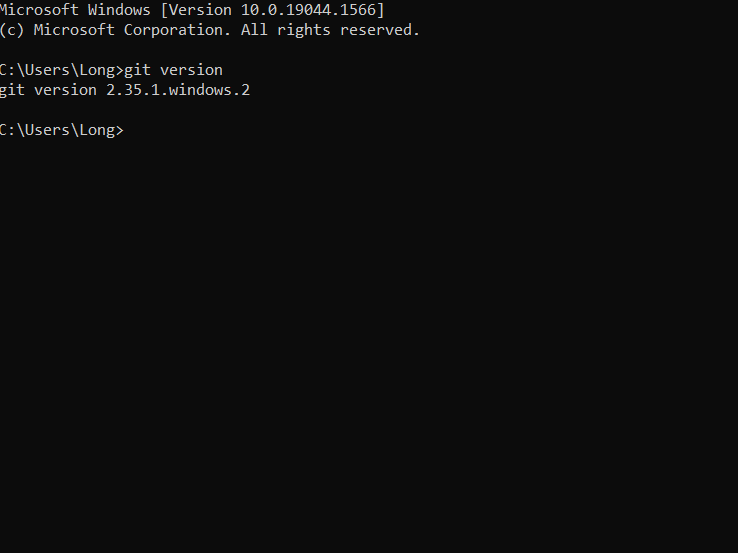 Microsoft Windows [Version 10.0.19044.1566]
(c) Microsoft Corporation. All rights reserved.
C:\Users\Long>git version
git version 2.35.1.windows.2
C:\Users\Long>